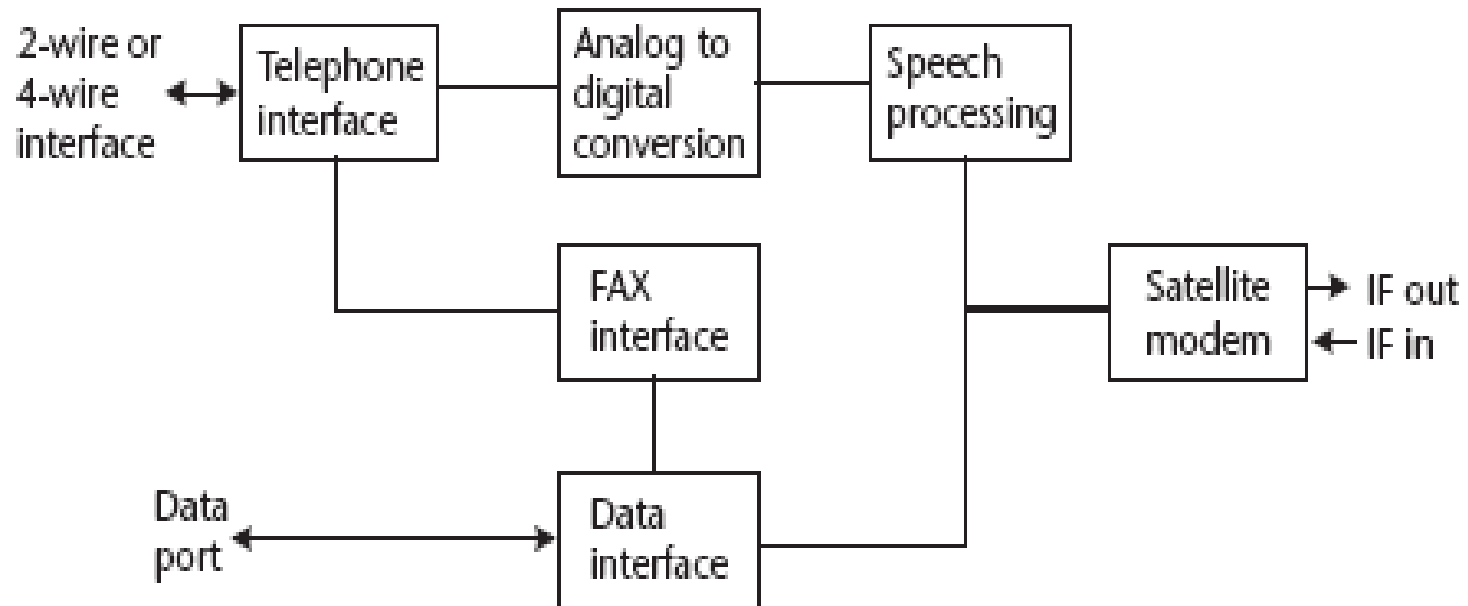 2-wire or
4-wire
interface
Telephone
interface
Analog to
digital
conversion
Speech
processing
FAX
interface
Satellite
modem
IF out
IF in
Data
port
Data
interface